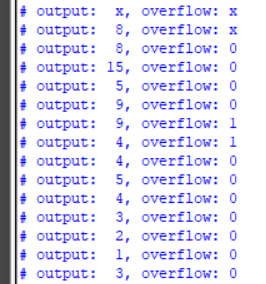 # output:  x, overflow: x
# output:  8, overflow: x
# output:  8, overflow: 0
# output: 15, overflow: 0
# output:  5, overflow: 0
# output:  9, overflow: 0
# output:  9, overflow: 1
# output:  4, overflow: 1
# output:  4, overflow: 0
# output:  5, overflow: 0
# output:  4, overflow: 0
# output:  3, overflow: 0
# output:  2, overflow: 0
# output:  1, overflow: 0
# output:  3, overflow: 0